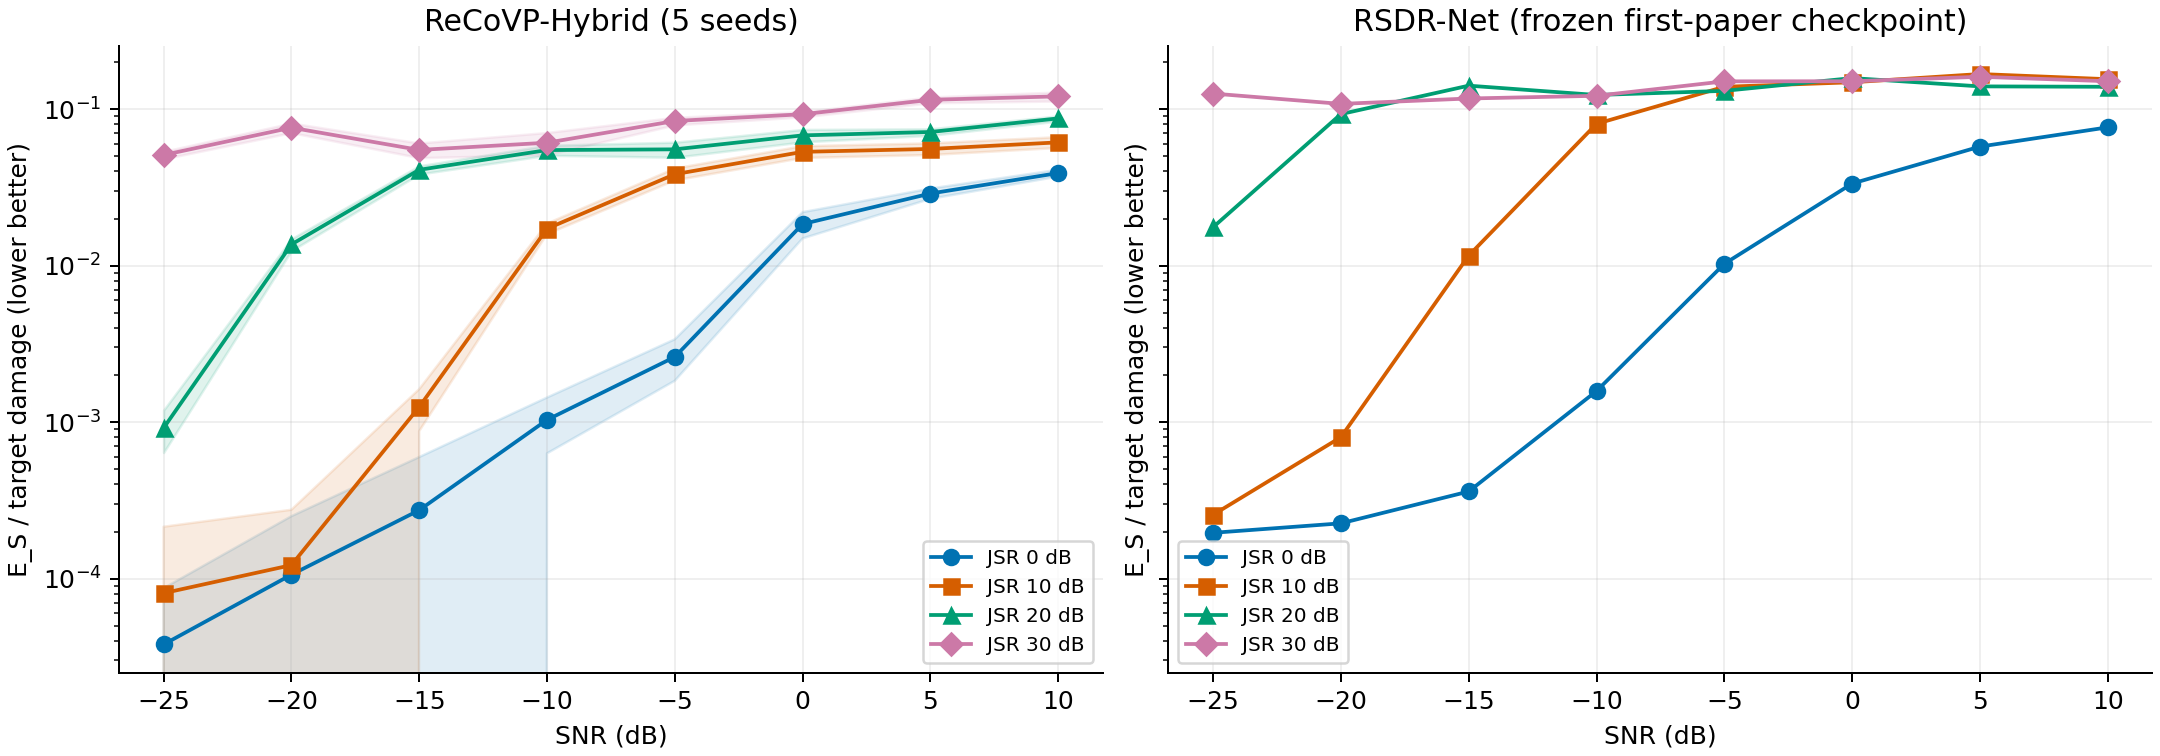 ReCoVP-Hybrid (5 seeds)
E_S / target damage (lower better)
10⁻¹
10⁻²
10⁻³
10⁻⁴
−25 −20 −15 −10 −5 0 5 10
SNR (dB)
JSR 0 dB
JSR 10 dB
JSR 20 dB
JSR 30 dB
RSDR-Net (frozen first-paper checkpoint)
E_S / target damage (lower better)
−25 −20 −15 −10 −5 0 5 10
SNR (dB)
JSR 0 dB
JSR 10 dB
JSR 20 dB
JSR 30 dB